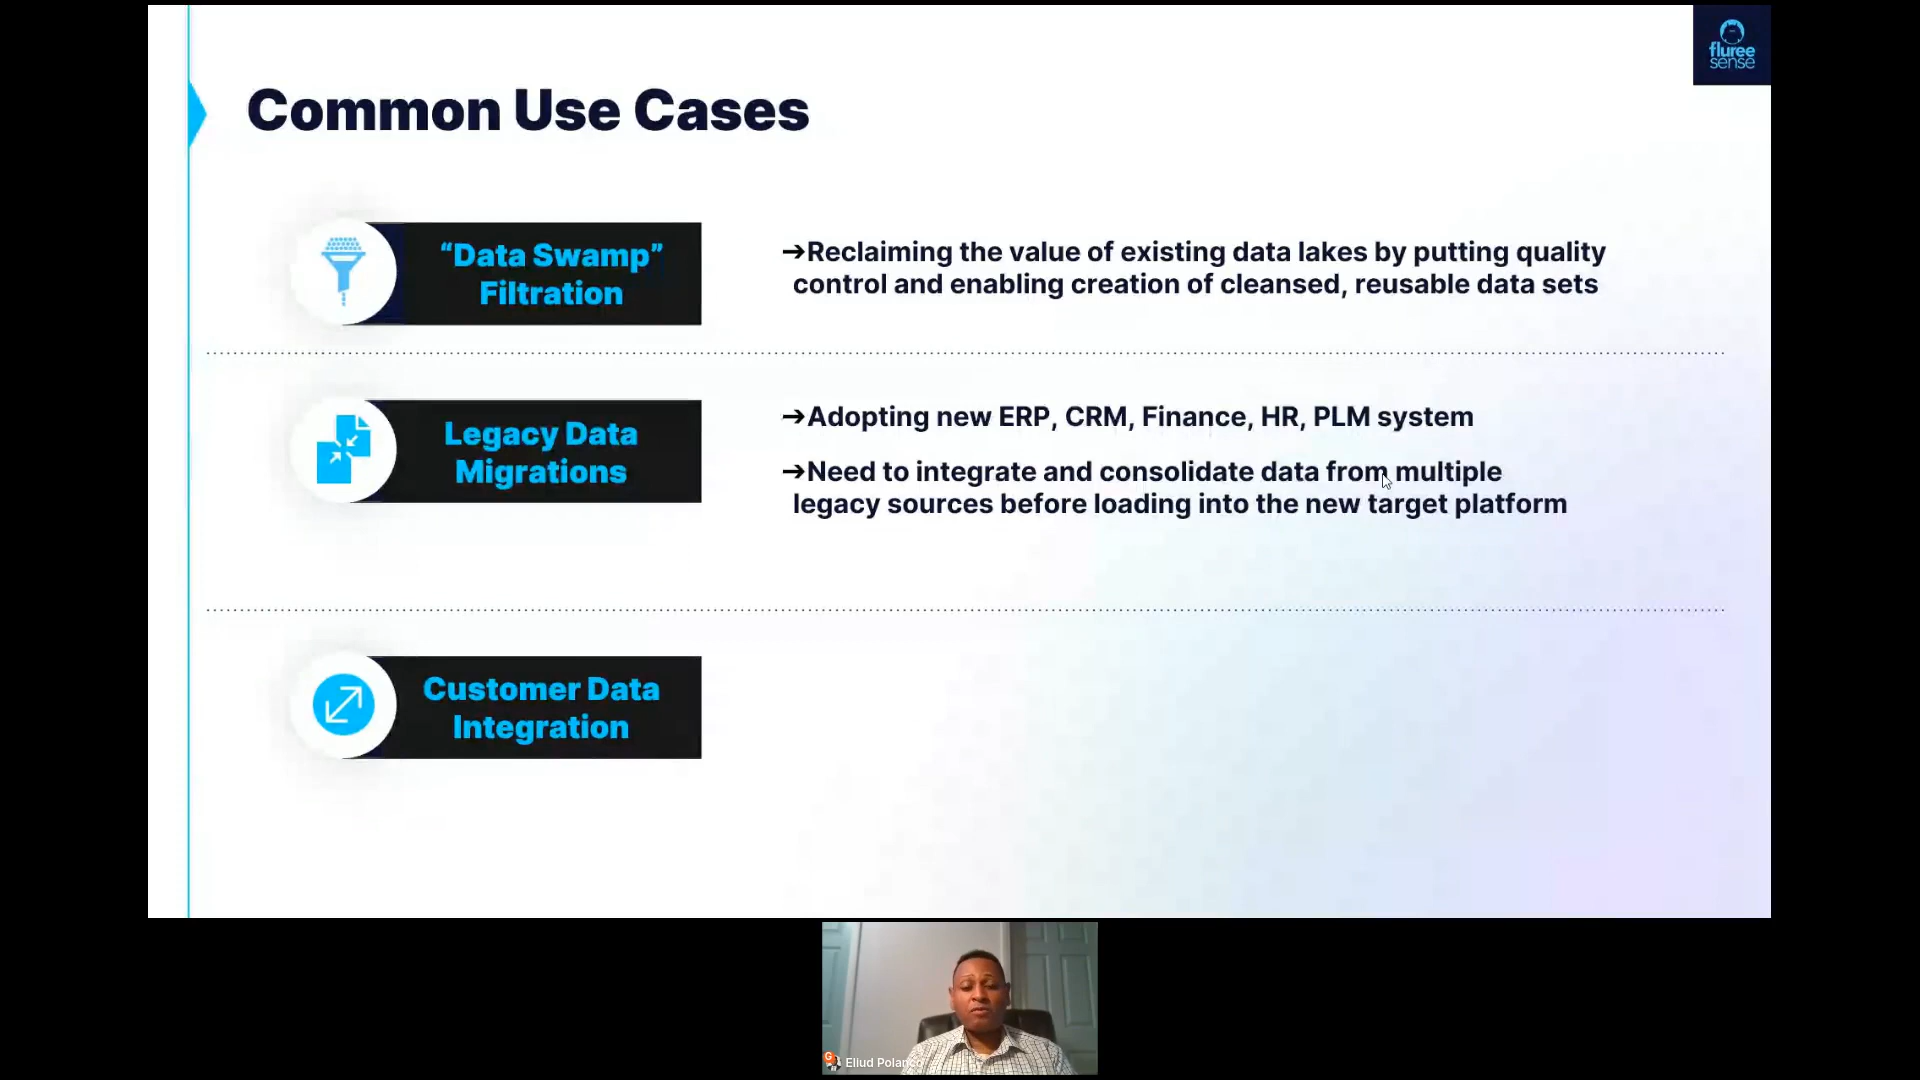 fluree
sense
Common Use Cases
“Data Swamp”
Filtration
➔Reclaiming the value of existing data lakes by putting quality
control and enabling creation of cleansed, reusable data sets
Legacy Data
Migrations
➔Adopting new ERP, CRM, Finance, HR, PLM system
➔Need to integrate and consolidate data from multiple
legacy sources before loading into the new target platform
Customer Data
Integration
G
Eliud